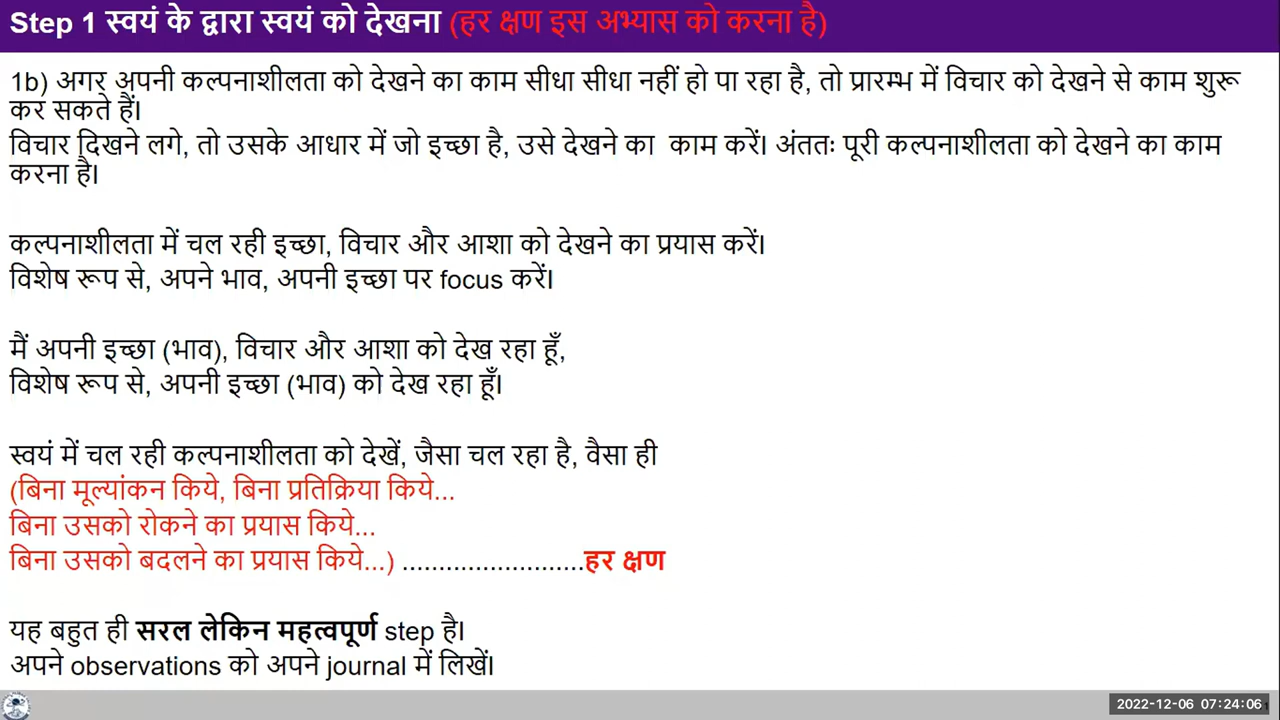 Step 1 स्वयं के द्वारा स्वयं को देखना (हर क्षण इस अभ्यास को करना है)
1b) अगर अपनी कल्पनाशीलता को देखने का काम सीधा सीधा नहीं हो पा रहा है, तो प्रारम्भ में विचार को देखने से काम शुरू
कर सकते हैं।
विचार दिखने लगे, तो उसके आधार में जो इच्छा है, उसे देखने का काम करें। अंततः पूरी कल्पनाशीलता को देखने का काम
करना है।
कल्पनाशीलता में चल रही इच्छा, विचार और आशा को देखने का प्रयास करें।
विशेष रूप से, अपने भाव, अपनी इच्छा पर focus करें।
मैं अपनी इच्छा (भाव), विचार और आशा को देख रहा हूँ,
विशेष रूप से, अपनी इच्छा (भाव) को देख रहा हूँ।
स्वयं में चल रही कल्पनाशीलता को देखें, जैसा चल रहा है, वैसा ही
(बिना मूल्यांकन किये, बिना प्रतिक्रिया किये...
बिना उसको रोकने का प्रयास किये...
बिना उसको बदलने का प्रयास किये...) .........................हर क्षण
यह बहुत ही सरल लेकिन महत्वपूर्ण step है।
अपने observations को अपने journal में लिखें।
2022-12-06 07:24:06